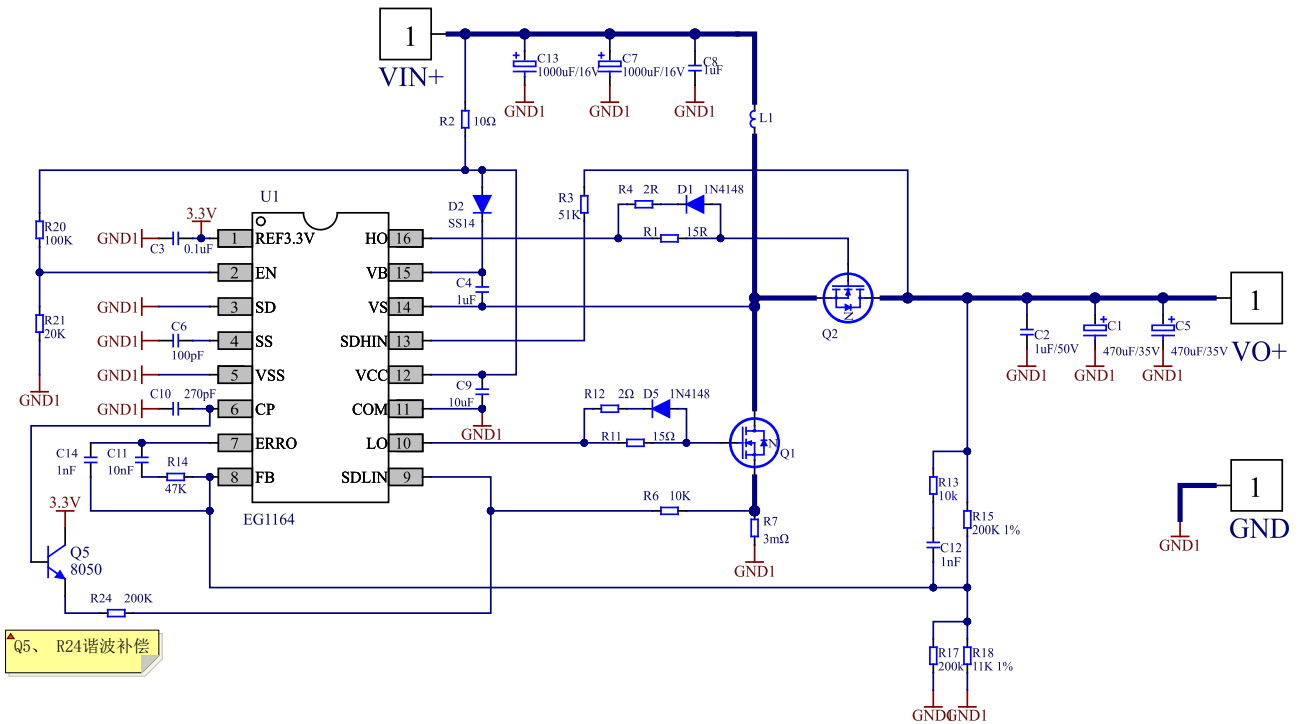 1
VIN+
C13
1000uF/16V
GND1
C7
1000uF/16V
GND1
C8
1uF
GND1
R2
10Ω
L1
U1
D2
SS14
R3
51K
R4
2R
D1
1N4148
R1
15R
R20
100K
3.3V
GND1
C3
0.1uF
1
REF3.3V
HO
16
2
EN
VB
15
C4
1uF
GND1
3
SD
VS
14
R21
20K
GND1
GND1
C6
100pF
4
SS
SDHIN
13
GND1
5
VSS
VCC
12
GND1
C10
270pF
6
CP
COM
11
C9
10uF
GND1
7
ERRO
LO
10
8
FB
SDLIN
9
EG1164
C14
1nF
C11
10nF
R14
47K
R12
2Ω
D5
1N4148
R11
15Ω
N
Q1
N
Q2
R6
10K
R7
3mΩ
GND1
C2
1uF/50V
GND1
C1
470uF/35V
GND1
C5
470uF/35V
GND1
1
VO+
1
GND
GND1
R13
10k
C12
1nF
R15
200K 1%
R17
200k
GND1
R18
11K 1%
GND1
3.3V
Q5
8050
R24
200K
Q5、 R24谐波补偿